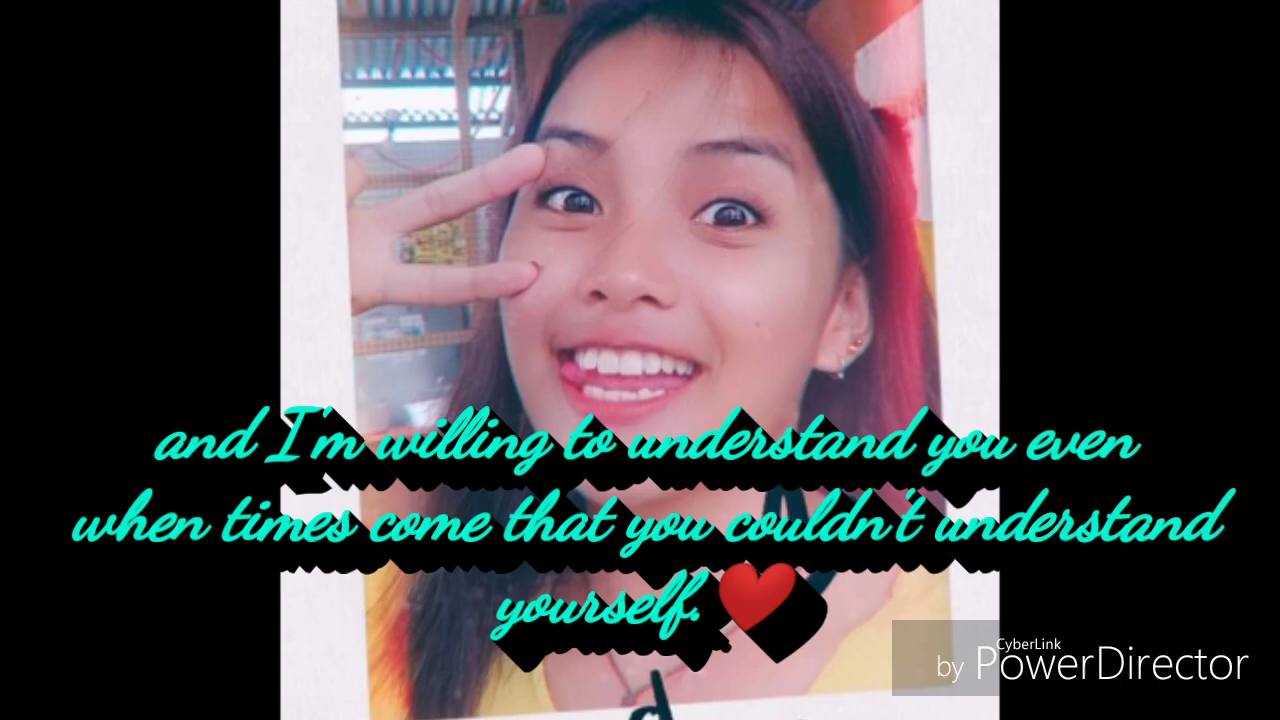 and I'm willing to understand you even
when times come that you couldn't understand
yourself. ❤️
by CyberLink PowerDirector